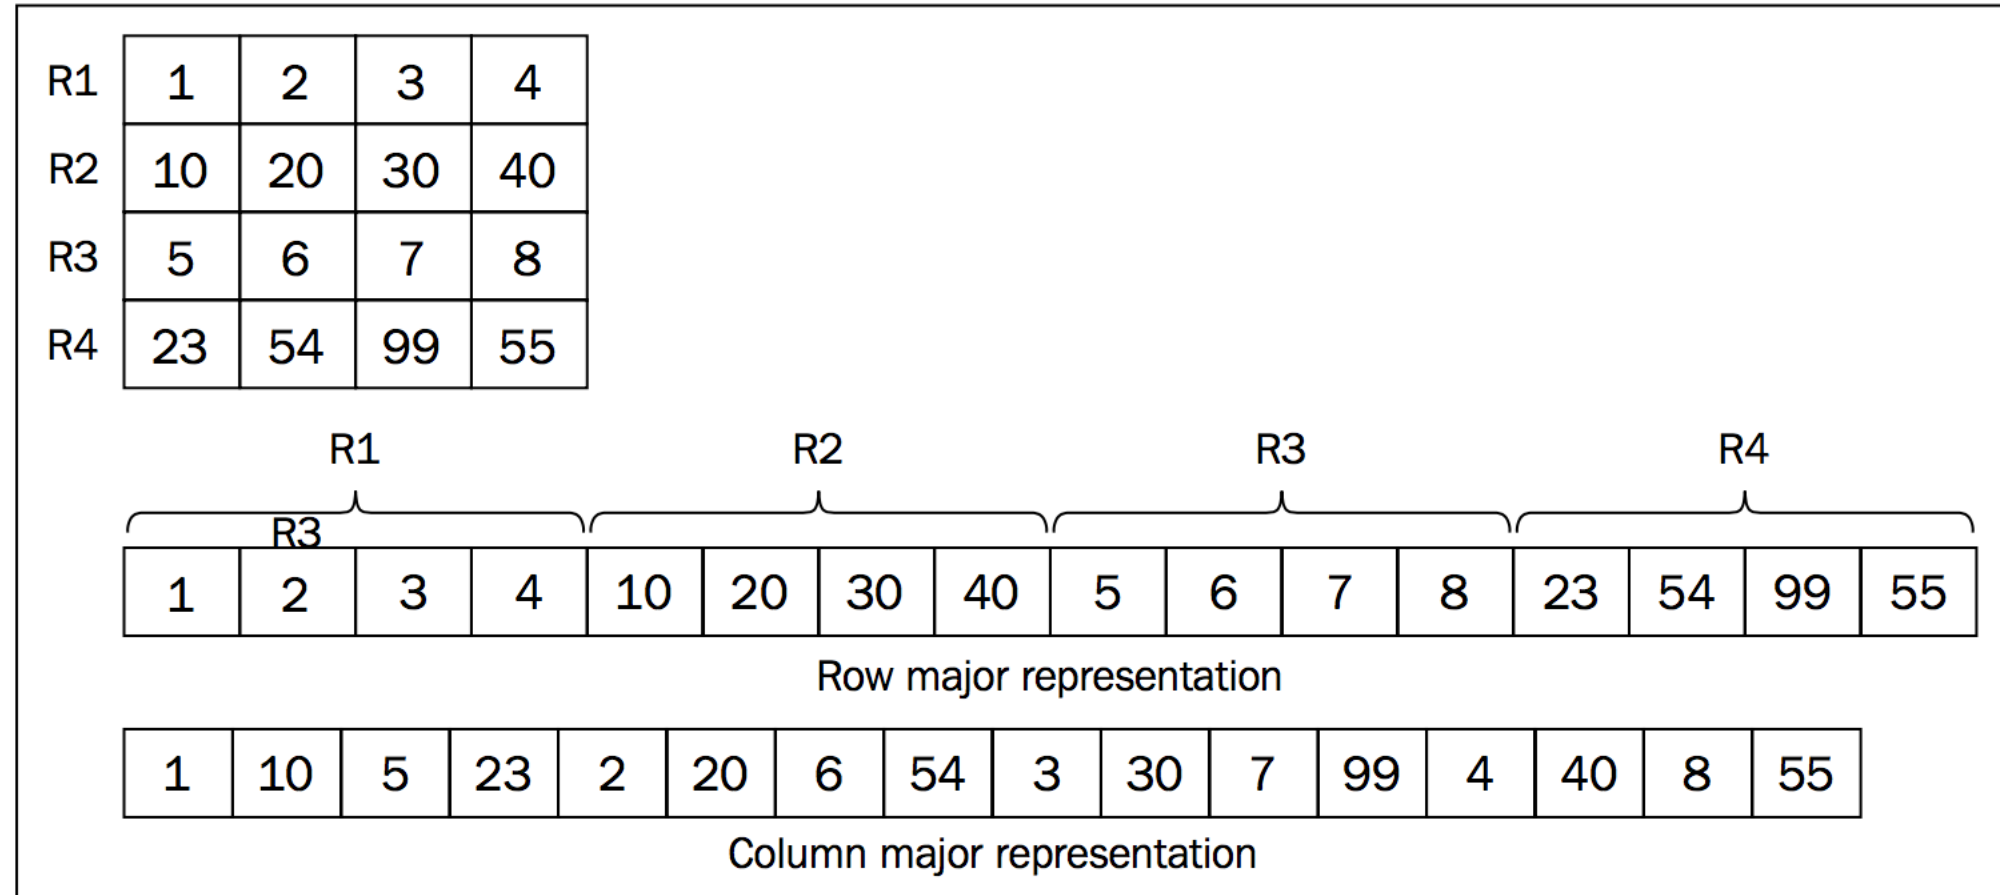 R1 1 2 3 4
R2 10 20 30 40
R3 5 6 7 8
R4 23 54 99 55
R1 R2 R3 R4
R3
1 2 3 4 10 20 30 40 5 6 7 8 23 54 99 55
Row major representation
1 10 5 23 2 20 6 54 3 30 7 99 4 40 8 55
Column major representation